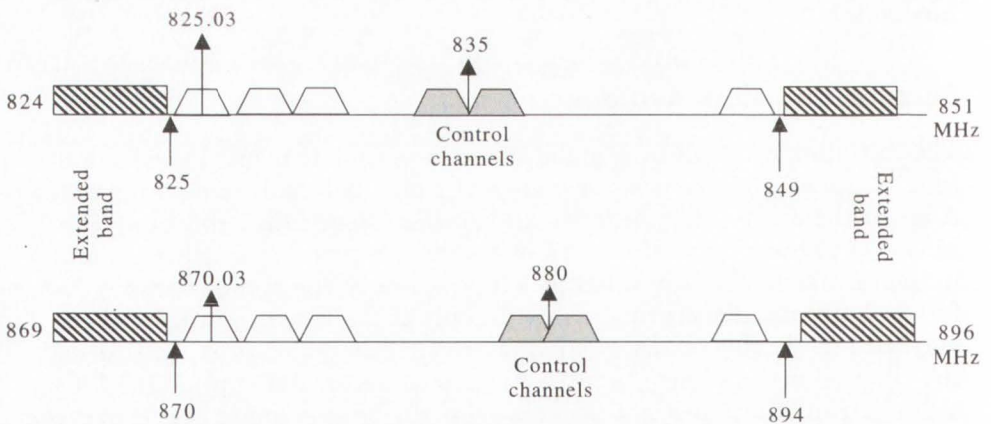 825.03
835
824
851
MHz
Control
channels
825
849
Extended
band
Extended
band
870.03
880
869
896
MHz
Control
channels
870
894